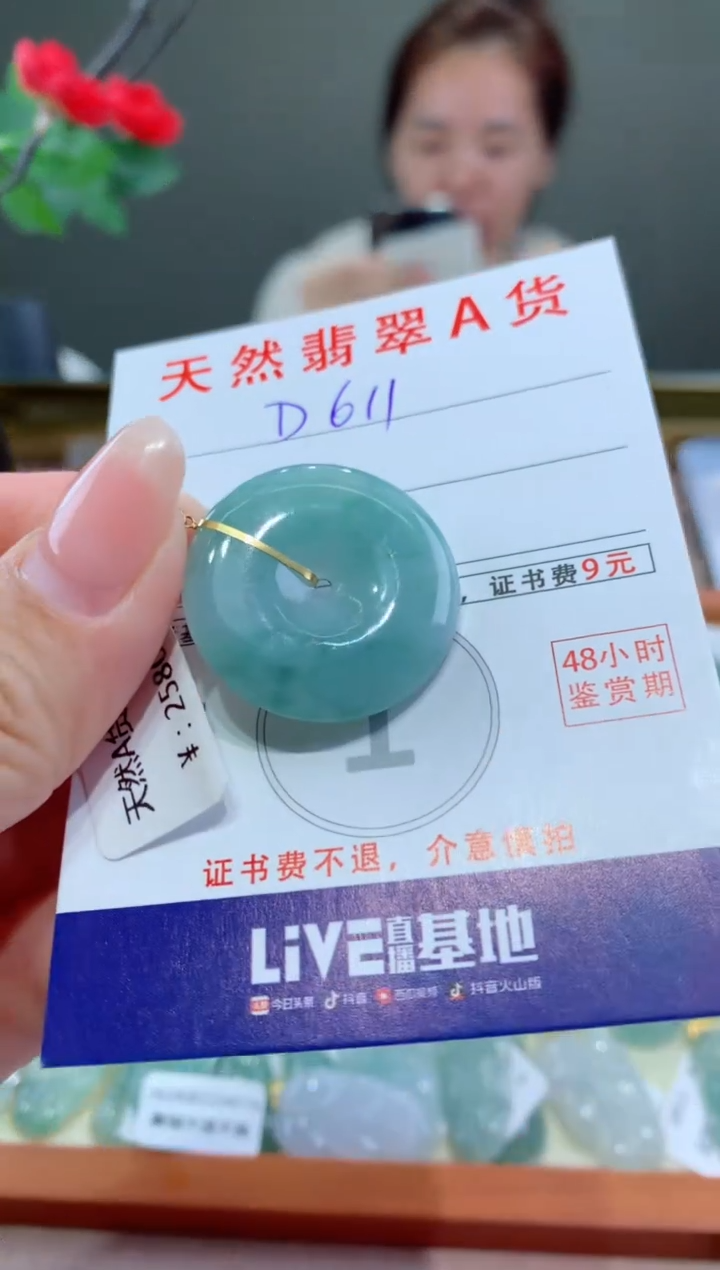 天然翡翠A货
D611
, 证书费9元
48小时
鉴赏期
天然A
¥:2580
1
证书费不退,介意慎拍
LiVE直播基地
今日头条 抖音 西瓜视频 抖音火山版